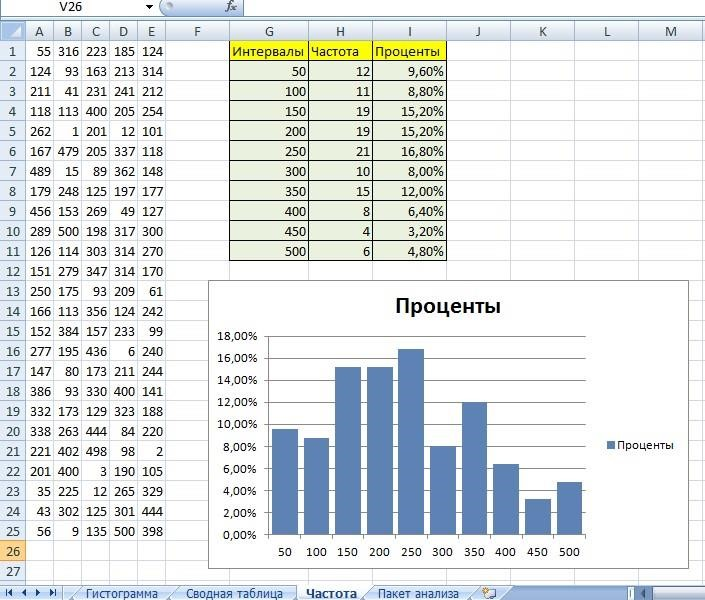 V26 fx
A B C D E F G H I J K L M
1 55 316 223 185 124 Интервалы Частота Проценты
2 124 93 163 213 314 50 12 9,60%
3 211 41 231 241 212 100 11 8,80%
4 118 113 400 205 254 150 19 15,20%
5 262 1 201 12 101 200 19 15,20%
6 167 479 205 337 118 250 21 16,80%
7 489 15 89 362 148 300 10 8,00%
8 179 248 125 197 177 350 15 12,00%
9 456 153 269 49 127 400 8 6,40%
10 289 500 198 317 300 450 4 3,20%
11 126 114 303 314 270 500 6 4,80%
12 151 279 347 314 170
13 250 175 93 209 61
14 166 113 356 124 242
15 152 384 157 233 99
16 277 195 436 6 240
17 147 80 173 211 244
18 386 93 330 400 141
19 332 173 129 323 188
20 338 263 444 84 220
21 221 402 498 98 2
22 201 400 3 190 105
23 35 225 12 265 329
24 43 302 125 301 444
25 56 9 135 500 398
26
27
Проценты
18,00%
16,00%
14,00%
12,00%
10,00%
8,00%
6,00%
4,00%
2,00%
0,00%
50 100 150 200 250 300 350 400 450 500
Проценты
Гистограмма Сводная таблица Частота Пакет анализа